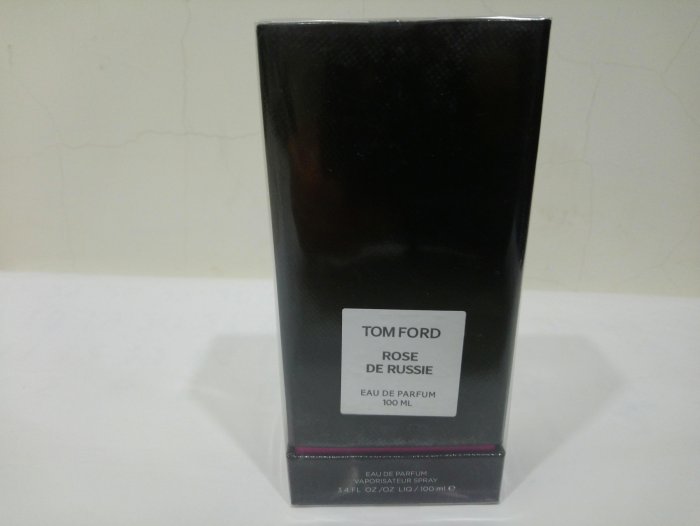 TOM FORD
ROSE
DE RUSSIE
EAU DE PARFUM
100 ML
EAU DE PARFUM
VAPORISATEUR SPRAY
3.4 FL. OZ./OZ. LIQ./100 ml ℮